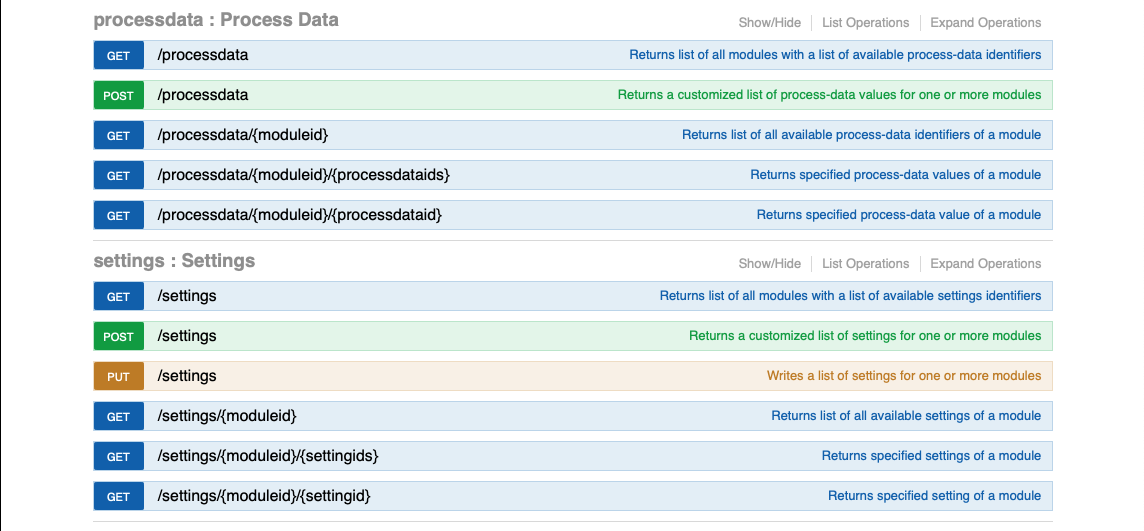 processdata : Process Data Show/Hide List Operations Expand Operations
GET /processdata Returns list of all modules with a list of available process-data identifiers
POST /processdata Returns a customized list of process-data values for one or more modules
GET /processdata/{moduleid} Returns list of all available process-data identifiers of a module
GET /processdata/{moduleid}/{processdataids} Returns specified process-data values of a module
GET /processdata/{moduleid}/{processdataid} Returns specified process-data value of a module
settings : Settings Show/Hide List Operations Expand Operations
GET /settings Returns list of all modules with a list of available settings identifiers
POST /settings Returns a customized list of settings for one or more modules
PUT /settings Writes a list of settings for one or more modules
GET /settings/{moduleid} Returns list of all available settings of a module
GET /settings/{moduleid}/{settingids} Returns specified settings of a module
GET /settings/{moduleid}/{settingid} Returns specified setting of a module